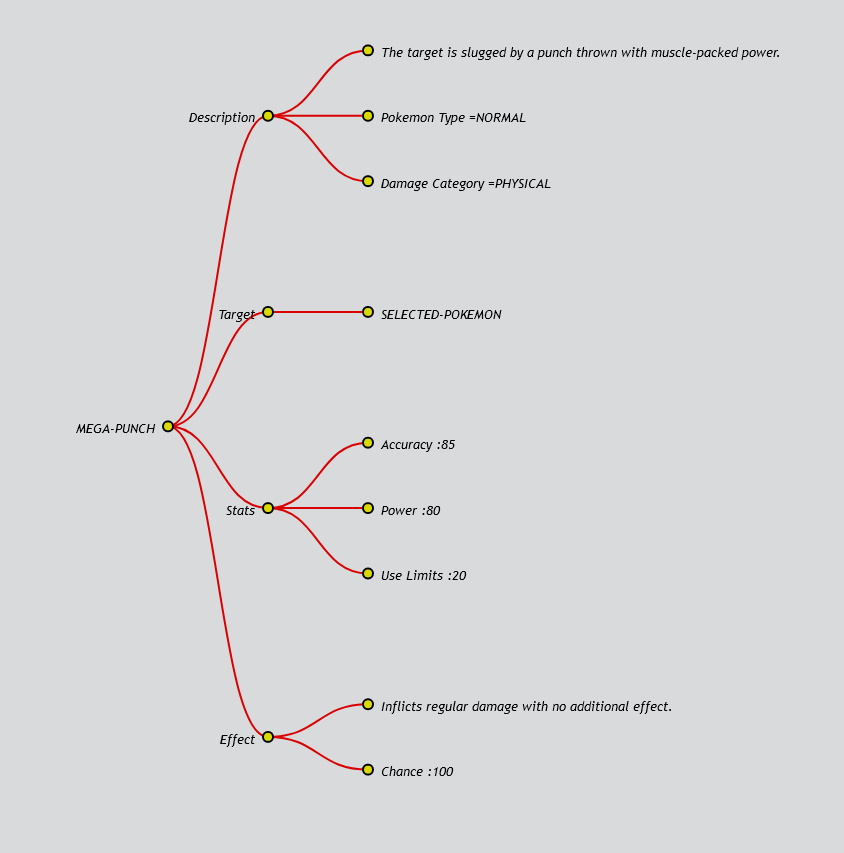 The target is slugged by a punch thrown with muscle-packed power.
Description
Pokemon Type =NORMAL
Damage Category =PHYSICAL
Target
SELECTED-POKEMON
MEGA-PUNCH
Accuracy :85
Stats
Power :80
Use Limits :20
Inflicts regular damage with no additional effect.
Effect
Chance :100